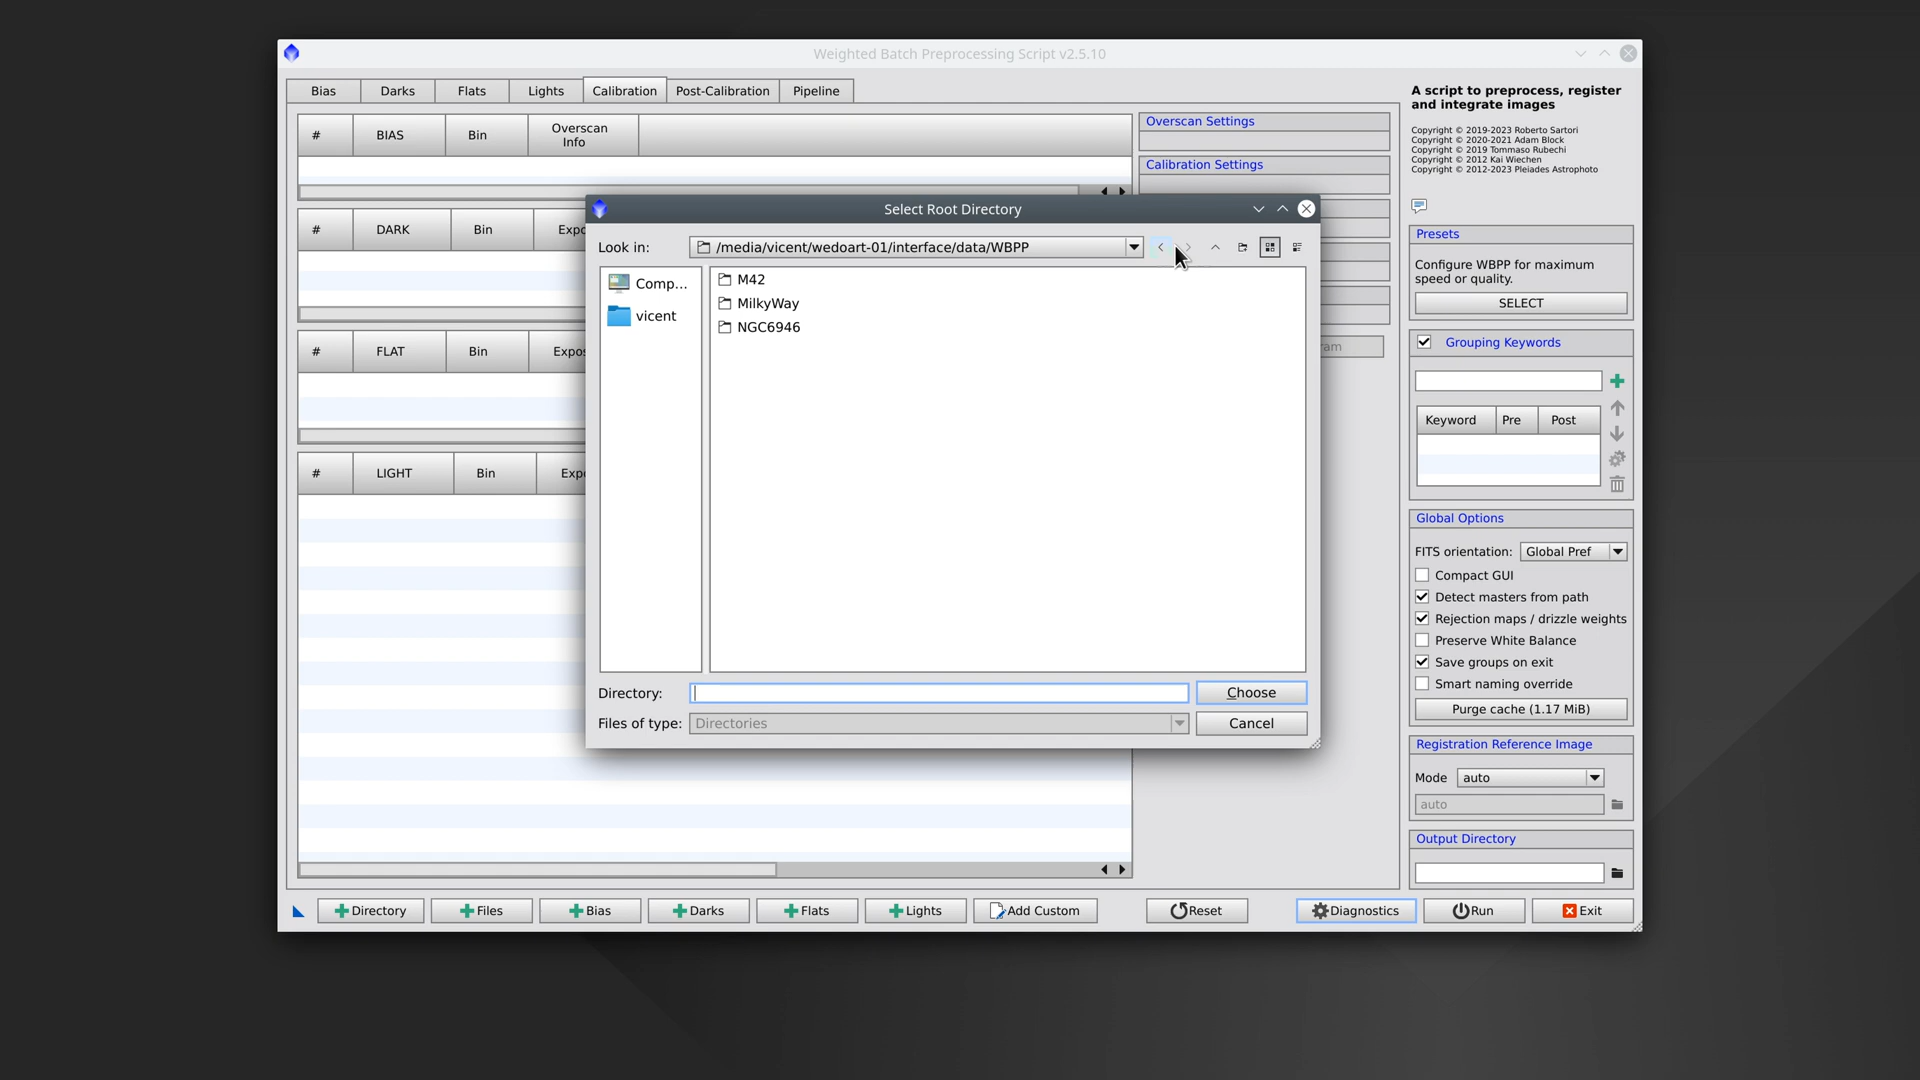 Weighted Batch Preprocessing Script v2.5.10
Bias
Darks
Flats
Lights
Calibration
Post-Calibration
Pipeline
#
BIAS
Bin
Overscan
Info
Overscan Settings
Calibration Settings
#
DARK
Bin
Expo
#
FLAT
Bin
Expos
#
LIGHT
Bin
Expo
ram
Select Root Directory
Look in:
/media/vicent/wedoart-01/interface/data/WBPP
Comp...
vicent
M42
MilkyWay
NGC6946
Directory:
Choose
Files of type:
Directories
Cancel
A script to preprocess, register
and integrate images
Copyright © 2019-2023 Roberto Sartori
Copyright © 2020-2021 Adam Block
Copyright © 2019 Tommaso Rubechi
Copyright © 2012 Kai Wiechen
Copyright © 2012-2023 Pleiades Astrophoto
Presets
Configure WBPP for maximum
speed or quality.
SELECT
Grouping Keywords
Keyword
Pre
Post
Global Options
FITS orientation:
Global Pref
Compact GUI
Detect masters from path
Rejection maps / drizzle weights
Preserve White Balance
Save groups on exit
Smart naming override
Purge cache (1.17 MiB)
Registration Reference Image
Mode
auto
auto
Output Directory
Directory
Files
Bias
Darks
Flats
Lights
Add Custom
Reset
Diagnostics
Run
Exit